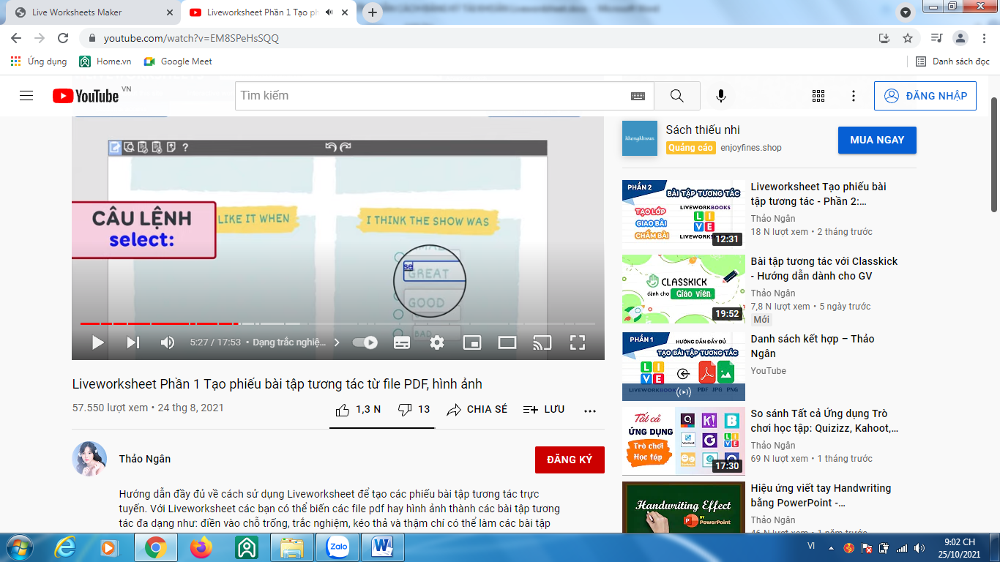 Live Worksheets Maker
Liveworksheet Phần 1 Tạo ph
youtube.com/watch?v=EM8SPeHsSQQ
Ứng dụng
Home.vn
Google Meet
Danh sách đọc
YouTube VN
Tìm kiếm
ĐĂNG NHẬP
?
CÂU LỆNH
select:
LIKE IT WHEN
I THINK THE SHOW WAS
se
GREAT
GOOD
BAD
5:27 / 17:53 • Dạng trắc nghiệ...
Liveworksheet Phần 1 Tạo phiếu bài tập tương tác từ file PDF, hình ảnh
57.550 lượt xem • 24 thg 8, 2021
1,3 N
13
CHIA SẺ
LƯU
Thảo Ngân
ĐĂNG KÝ
Hướng dẫn đầy đủ về cách sử dụng Liveworksheet để tạo các phiếu bài tập tương tác trực
tuyến. Với Liveworksheet các bạn có thể biến các file pdf hay hình ảnh thành các bài tập tương
tác đa dạng như: điền vào chỗ trống, trắc nghiệm, kéo thả và thậm chí có thể làm các bài tập
Sách thiếu nhi
Quảng cáo enjoyfines.shop
MUA NGAY
PHẦN 2
BÀI TẬP TƯƠNG TÁC
TẠO LỚP
GIAO BÀI
CHẤM BÀI
LIVEWORKBOOKS
LIVE
12:31
Liveworksheet Tạo phiếu bài
tập tương tác - Phần 2:...
Thảo Ngân
18 N lượt xem • 2 tháng trước
CLASSKICK
dành cho Giáo viên
19:52
Bài tập tương tác với Classkick
- Hướng dẫn dành cho GV
Thảo Ngân
7,8 N lượt xem • 5 ngày trước
Mới
PHẦN 1
HƯỚNG DẪN ĐẦY ĐỦ
TẠO BÀI TẬP TƯƠNG TÁC
LIVE
LIVEWORKBOOK
PDF JPG PNG
Danh sách kết hợp – Thảo
Ngân
YouTube
Tất cả
ỨNG DỤNG
Trò chơi
Học tập
K!
B
G
LIVE
17:30
So sánh Tất cả Ứng dụng Trò
chơi học tập: Quizizz, Kahoot,...
Thảo Ngân
69 N lượt xem • 1 tháng trước
Handwriting Effect
BY
PowerPoint
Hiệu ứng viết tay Handwriting
bằng PowerPoint -...
Thảo Ngân
46 N lượt xem • 1 năm trước
Zalo
VI
9:02 CH
25/10/2021